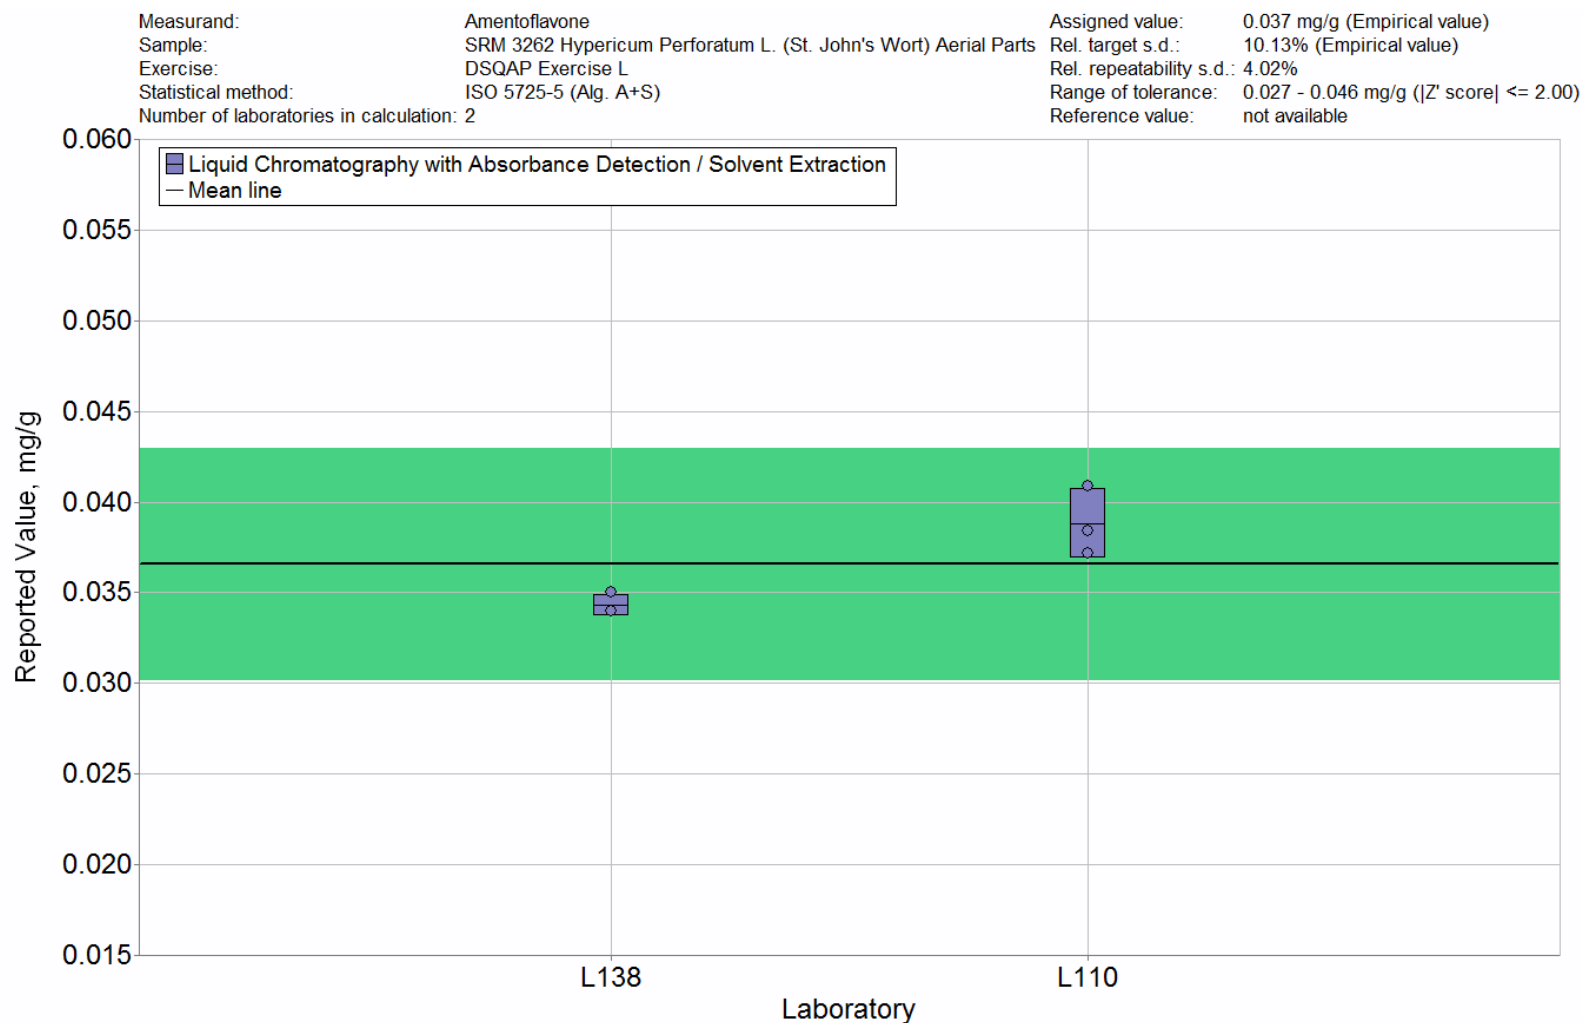 Measurand: Amentoflavone Assigned value: 0.037 mg/g (Empirical value)
Sample: SRM 3262 Hypericum Perforatum L. (St. John's Wort) Aerial Parts Rel. target s.d.: 10.13% (Empirical value)
Exercise: DSQAP Exercise L Rel. repeatability s.d.: 4.02%
Statistical method: ISO 5725-5 (Alg. A+S) Range of tolerance: 0.027 - 0.046 mg/g (|Z' score| <= 2.00)
Number of laboratories in calculation: 2 Reference value: not available
Liquid Chromatography with Absorbance Detection / Solvent Extraction
Mean line
Reported Value, mg/g
0.060
0.055
0.050
0.045
0.040
0.035
0.030
0.025
0.020
0.015
L138 L110
Laboratory